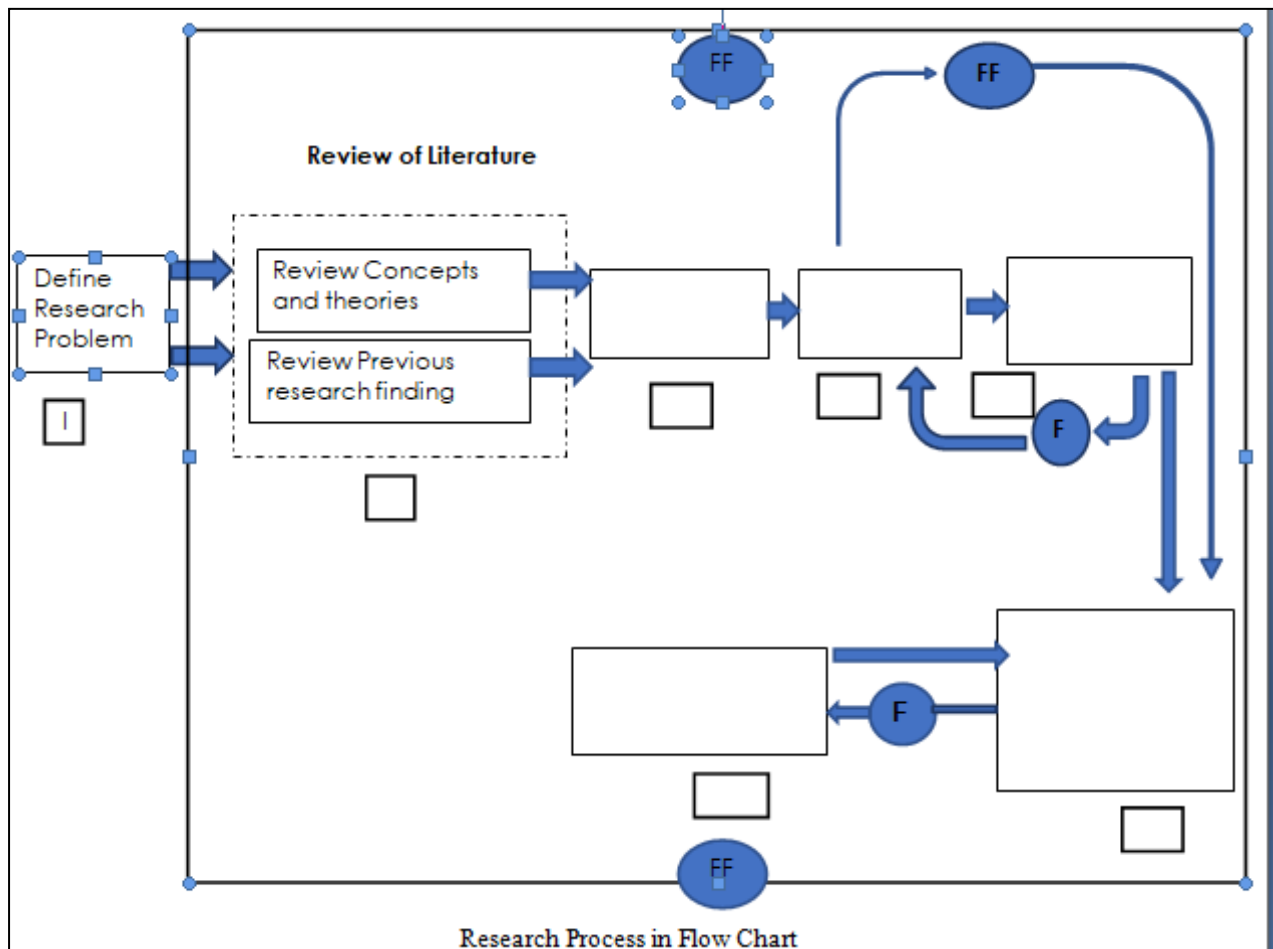 FF
FF
Review of Literature
Define
Research
Problem
Review Concepts
and theories
Review Previous
research finding
I
F
F
FF
Research Process in Flow Chart